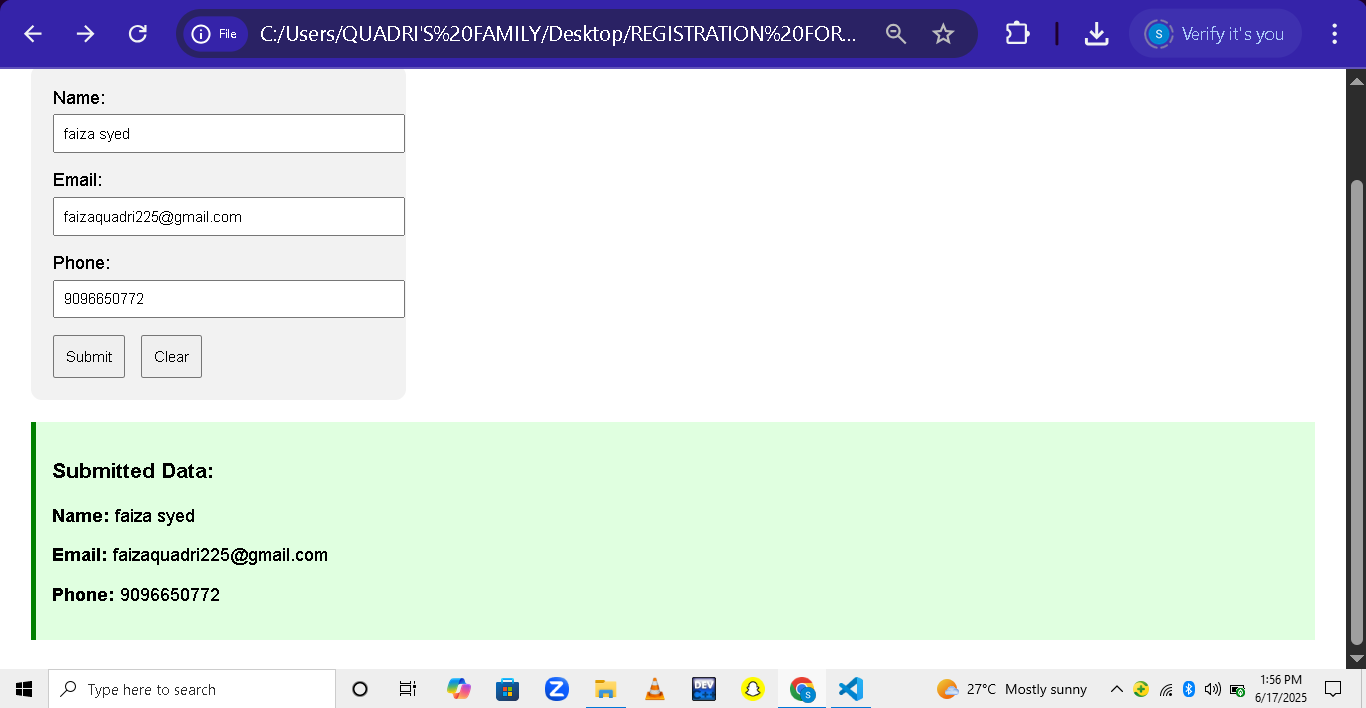 File C:/Users/QUADRI'S%20FAMILY/Desktop/REGISTRATION%20FOR... S Verify it's you
Name:
faiza syed
Email:
faizaquadri225@gmail.com
Phone:
9096650772
Submit Clear
Submitted Data:
Name: faiza syed
Email: faizaquadri225@gmail.com
Phone: 9096650772
Type here to search DEV Z S 27°C Mostly sunny 1:56 PM
6/17/2025